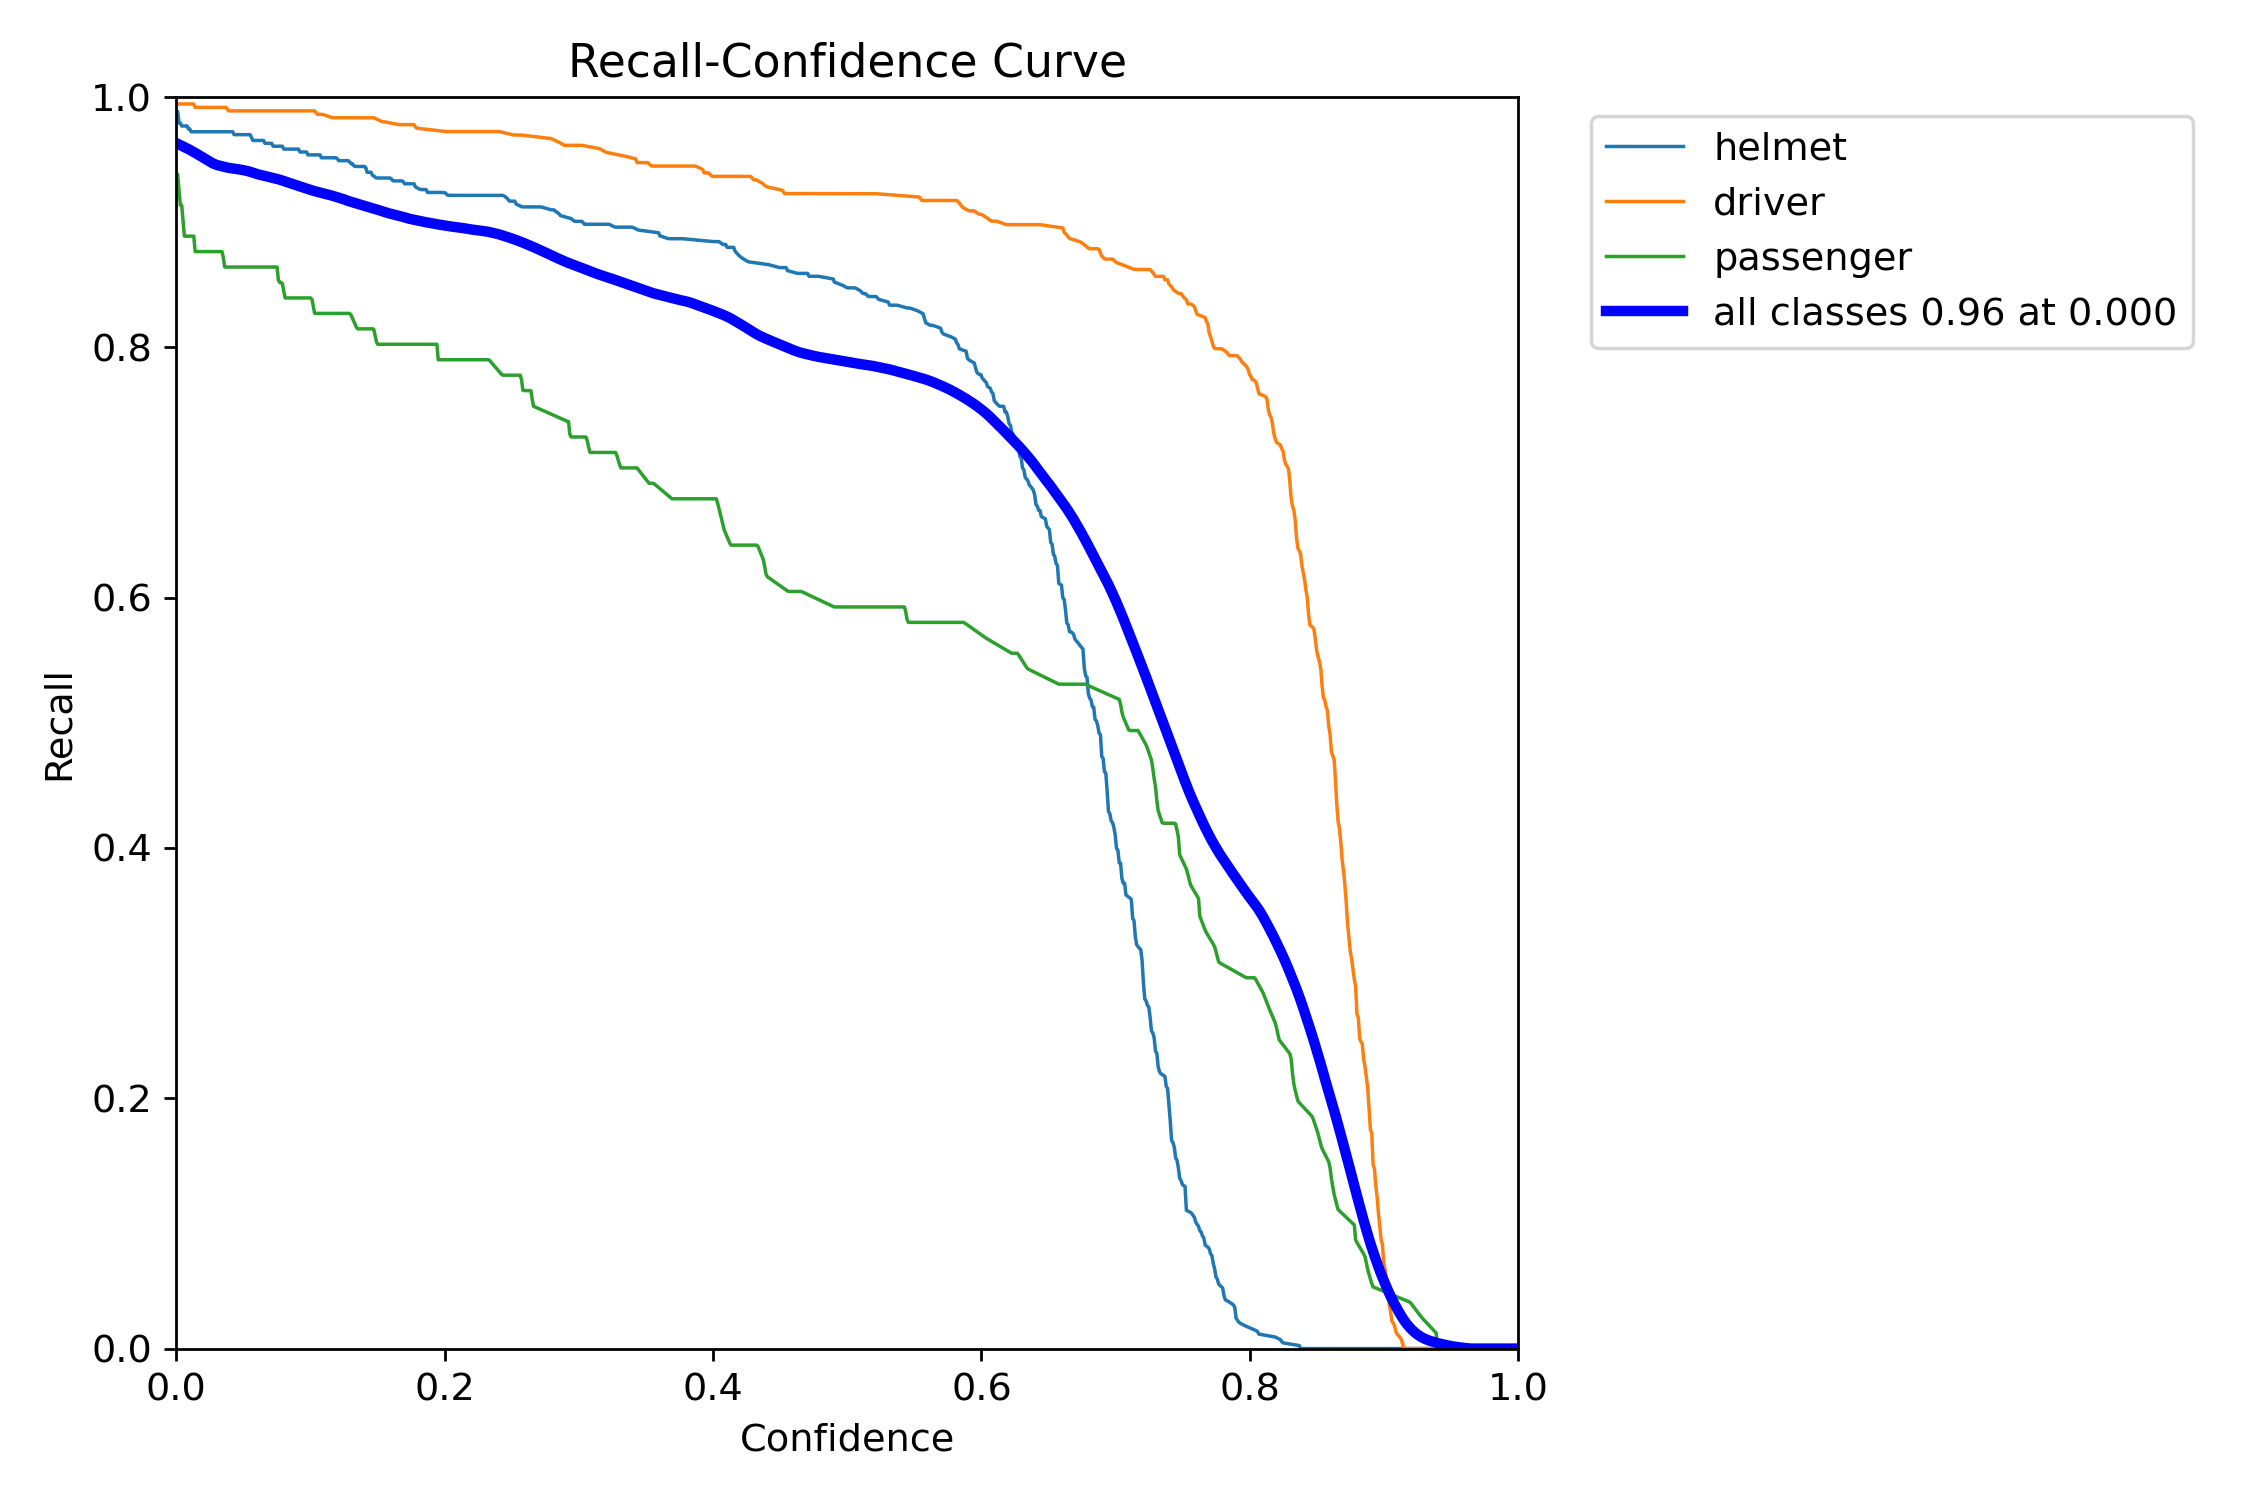 Recall-Confidence Curve
1.0
0.8
0.6
0.4
0.2
0.0
Recall
0.0 0.2 0.4 0.6 0.8 1.0
Confidence
helmet
driver
passenger
all classes 0.96 at 0.000